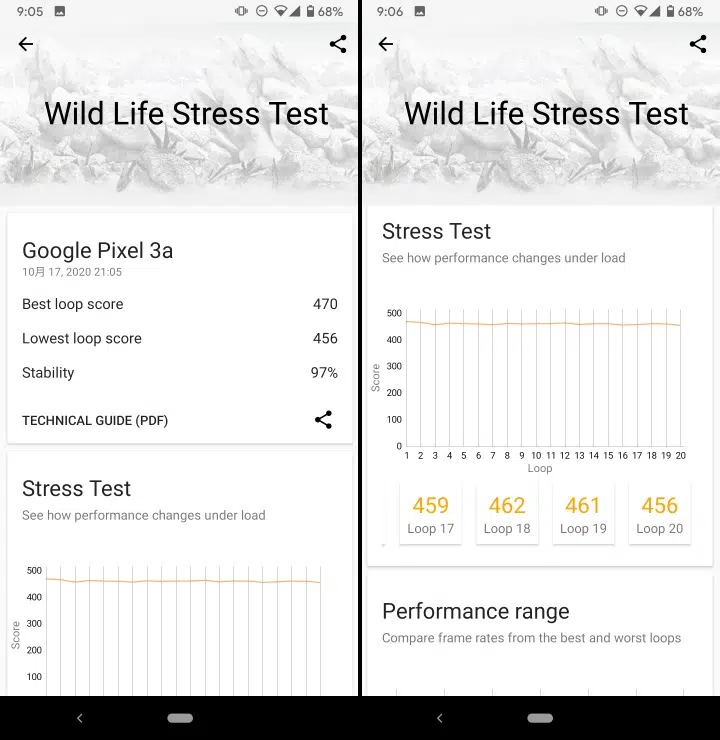 9:05
68%
Wild Life Stress Test
Google Pixel 3a
10月 17, 2020 21:05
Best loop score 470
Lowest loop score 456
Stability 97%
TECHNICAL GUIDE (PDF)
Stress Test
See how performance changes under load
500
400
300
200
100
Score
9:06
68%
Wild Life Stress Test
Stress Test
See how performance changes under load
500
400
300
200
100
0
Score
1 2 3 4 5 6 7 8 9 10 11 12 13 14 15 16 17 18 19 20
Loop
459 462 461 456
Loop 17 Loop 18 Loop 19 Loop 20
Performance range
Compare frame rates from the best and worst loops